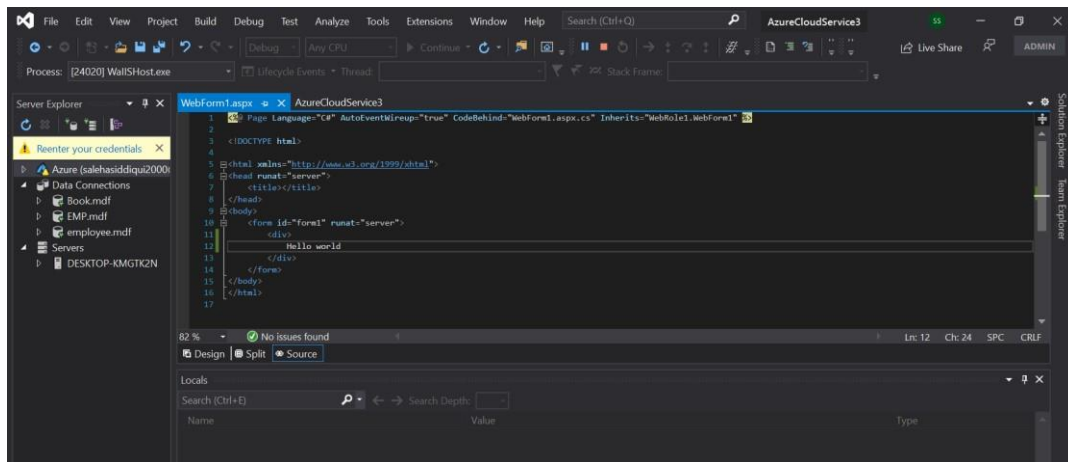 File Edit View Project Build Debug Test Analyze Tools Extensions Window Help Search (Ctrl+Q) AzureCloudService3 SS
Debug Any CPU Continue Live Share ADMIN
Process: [24020] WaIISHost.exe Lifecycle Events Thread: Stack Frame:
Server Explorer
Reenter your credentials
Azure (salehasiddiqui2000
Data Connections
Book.mdf
EMP.mdf
employee.mdf
Servers
DESKTOP-KMGTK2N
WebForm1.aspx AzureCloudService3
1 <%@ Page Language="C#" AutoEventWireup="true" CodeBehind="WebForm1.aspx.cs" Inherits="WebRole1.WebForm1" %>
2
3 <!DOCTYPE html>
4
5 <html xmlns="http://www.w3.org/1999/xhtml">
6 <head runat="server">
7 <title></title>
8 </head>
9 <body>
10 <form id="form1" runat="server">
11 <div>
12 Hello world
13 </div>
14 </form>
15 </body>
16 </html>
17
82 % No issues found Ln: 12 Ch: 24 SPC CRLF
Design Split Source
Locals
Search (Ctrl+E) Search Depth:
Name Value Type
Solution Explorer
Team Explorer